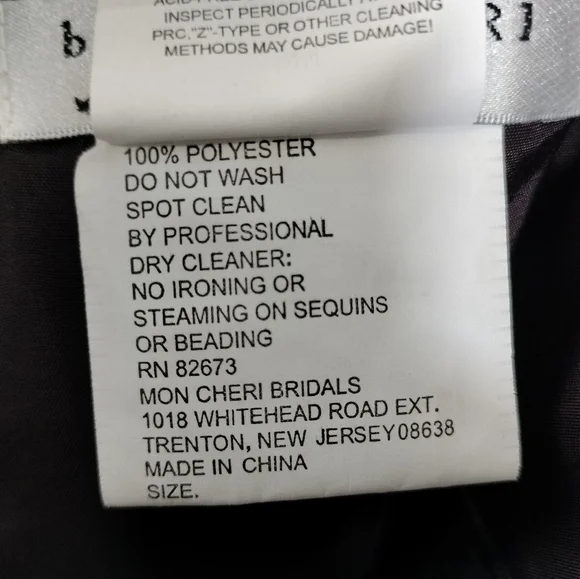 INSPECT PERIODICALLY
PRC,"Z"-TYPE OR OTHER CLEANING
METHODS MAY CAUSE DAMAGE!
b
R I
100% POLYESTER
DO NOT WASH
SPOT CLEAN
BY PROFESSIONAL
DRY CLEANER:
NO IRONING OR
STEAMING ON SEQUINS
OR BEADING
RN 82673
MON CHERI BRIDALS
1018 WHITEHEAD ROAD EXT.
TRENTON, NEW JERSEY 08638
MADE IN CHINA
SIZE.